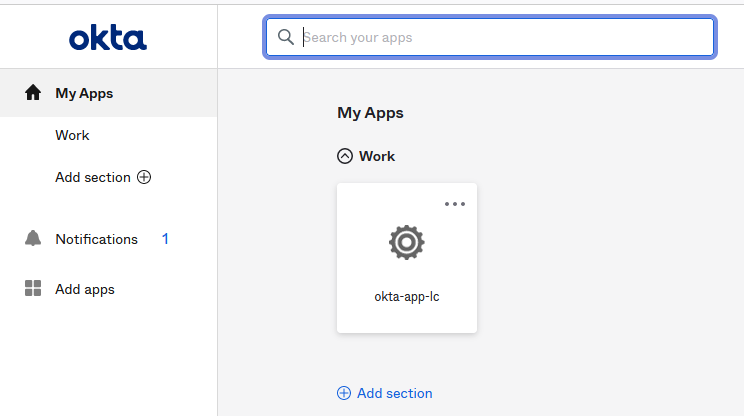 okta
Search your apps
My Apps
Work
Add section
Notifications 1
Add apps
My Apps
Work
okta-app-lc
Add section